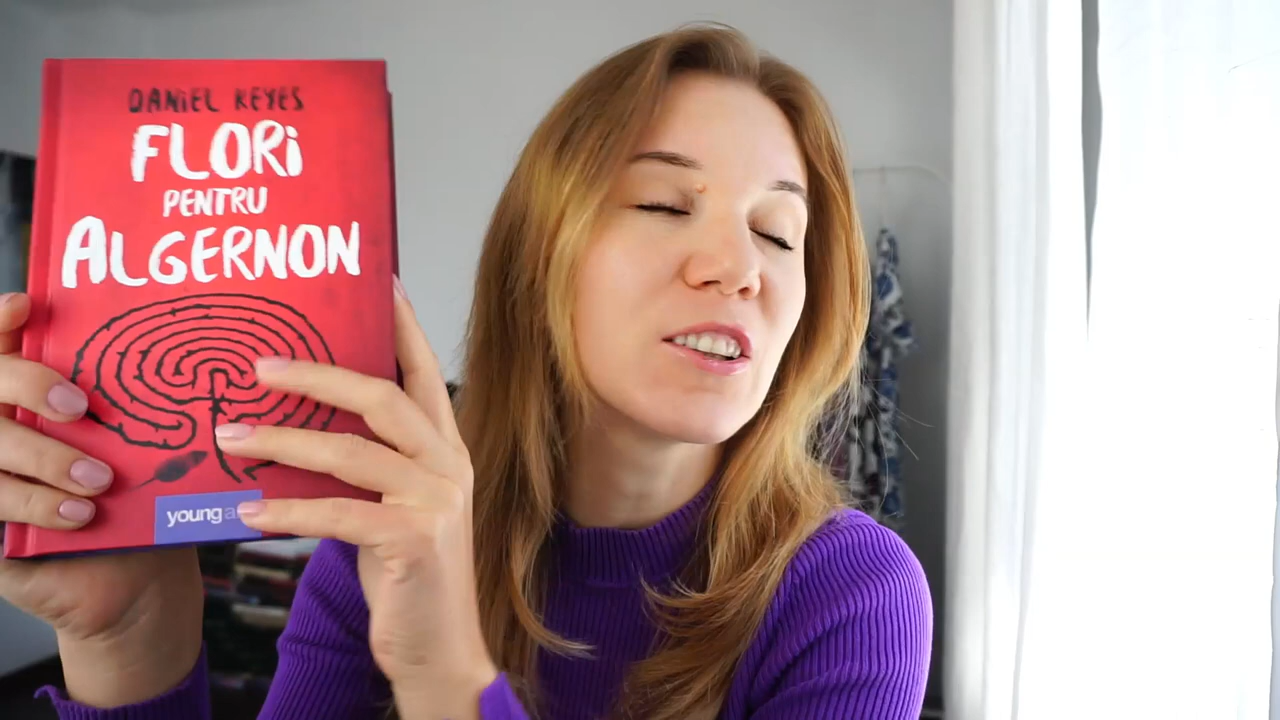 DANIEL KEYES
FLORi
PENTRU
ALGERNON
young